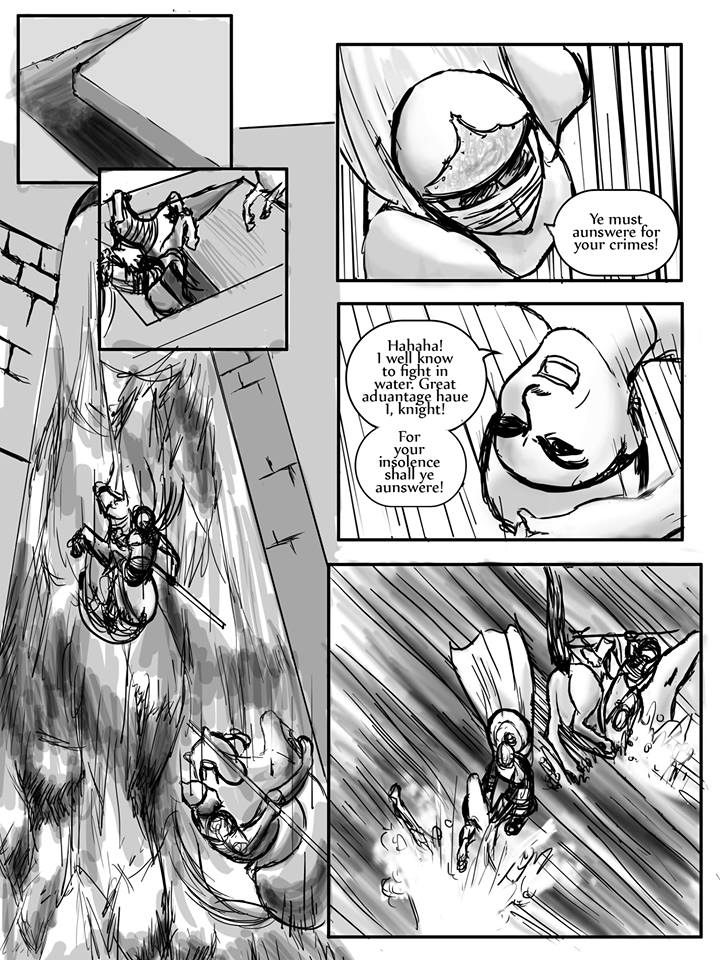 Ye must
aunswere for
your crimes!
Hahaha!
I well know
to fight in
water. Great
aduantage haue
I, knight!
For
your
insolence
shall ye
aunswere!